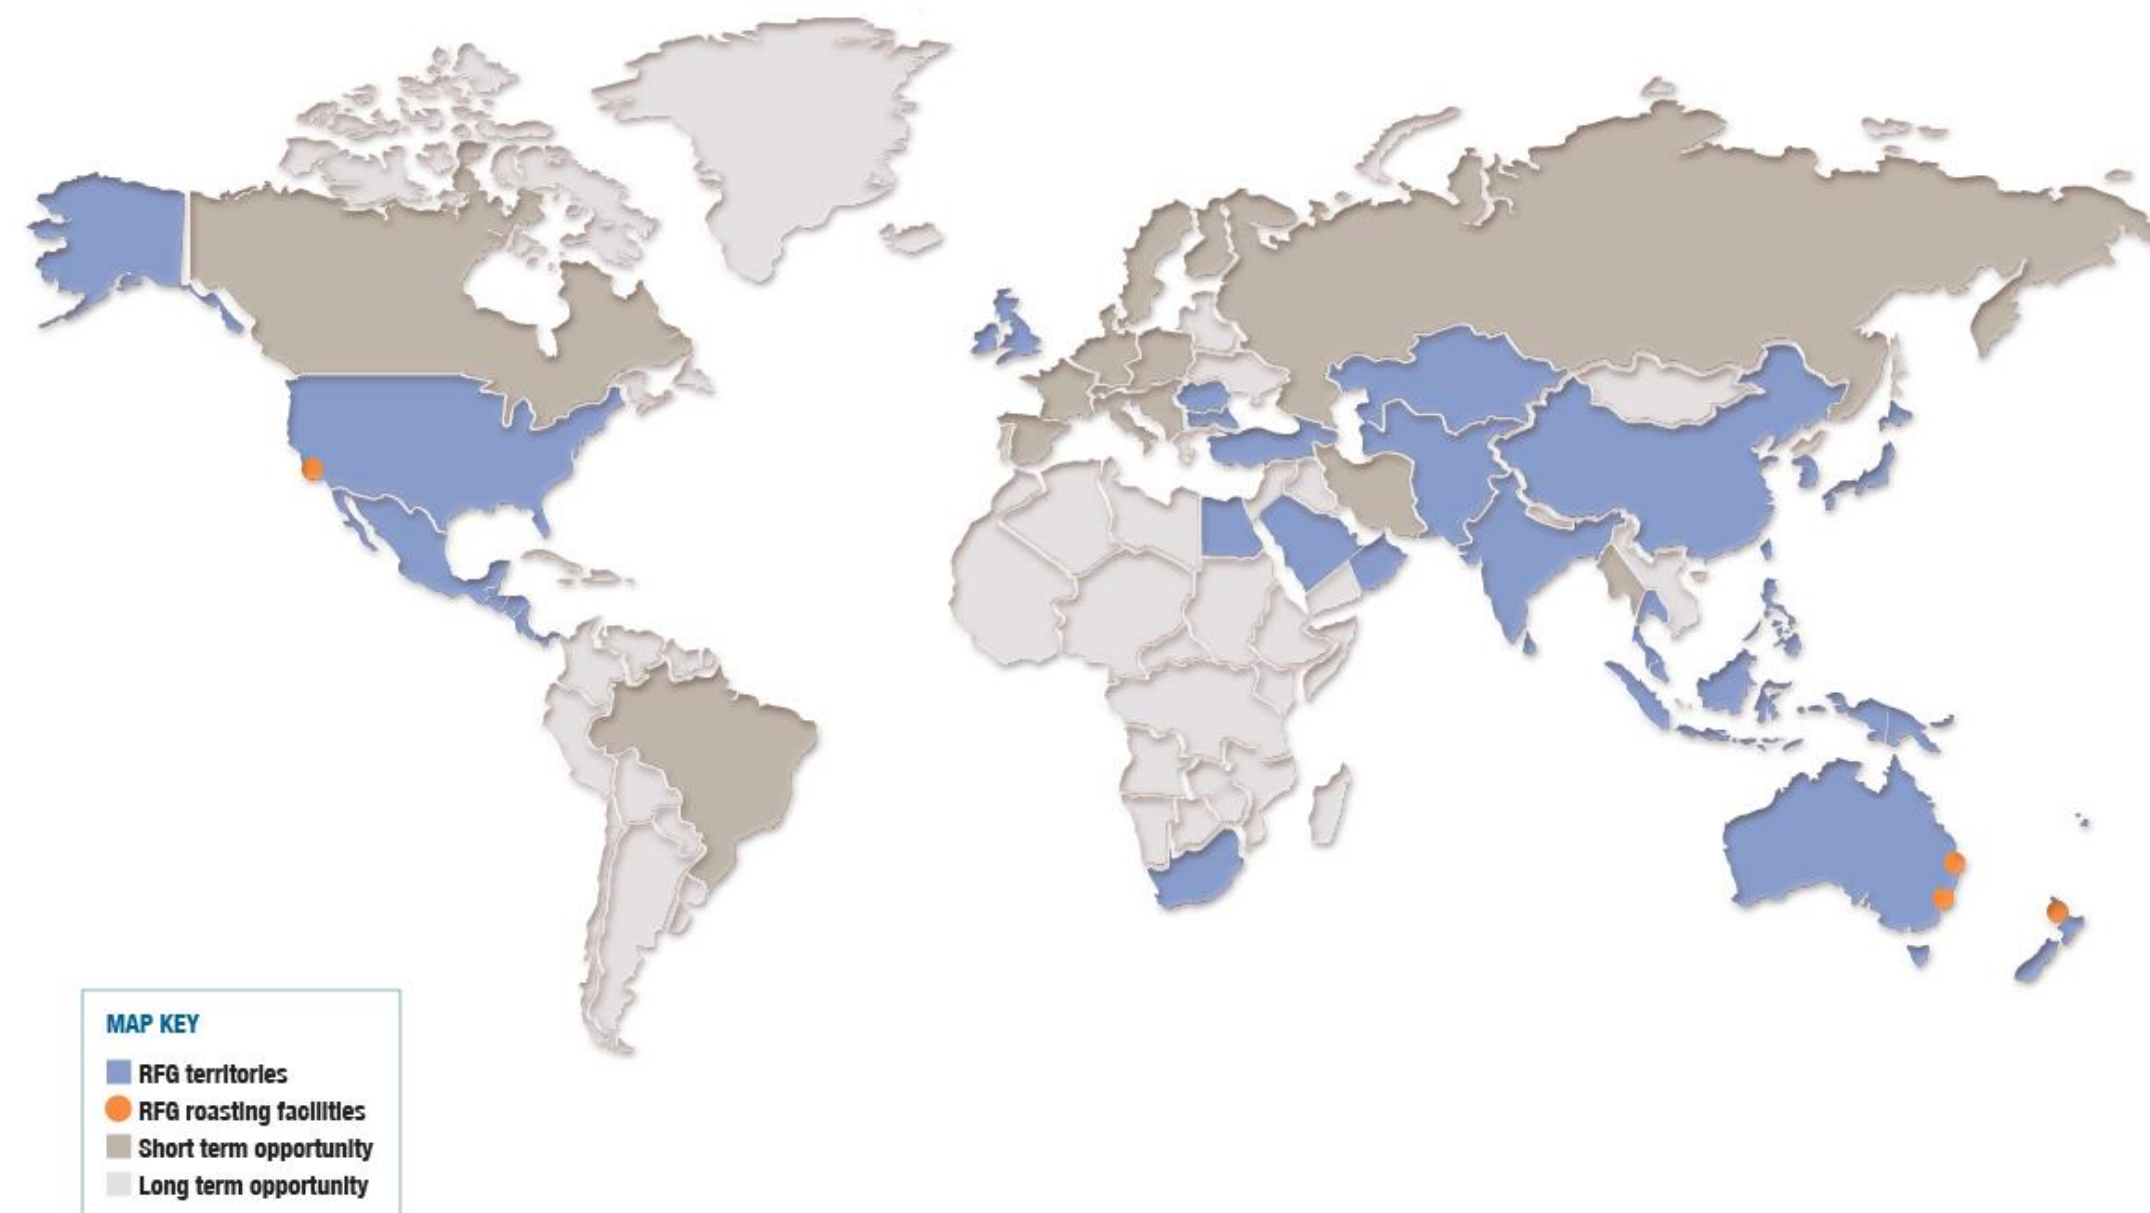 MAP KEY
RFG territories
RFG roasting facilities
Short term opportunity
Long term opportunity